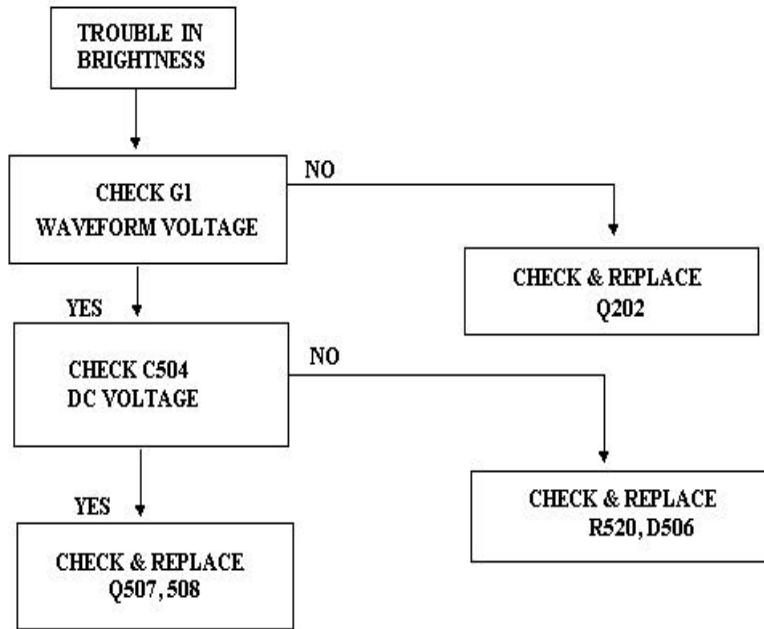 TROUBLE IN
BRIGHTNESS
CHECK G1
WAVEFORM VOLTAGE
NO
CHECK & REPLACE
Q202
YES
CHECK C504
DC VOLTAGE
NO
CHECK & REPLACE
R520, D506
YES
CHECK & REPLACE
Q507, 508